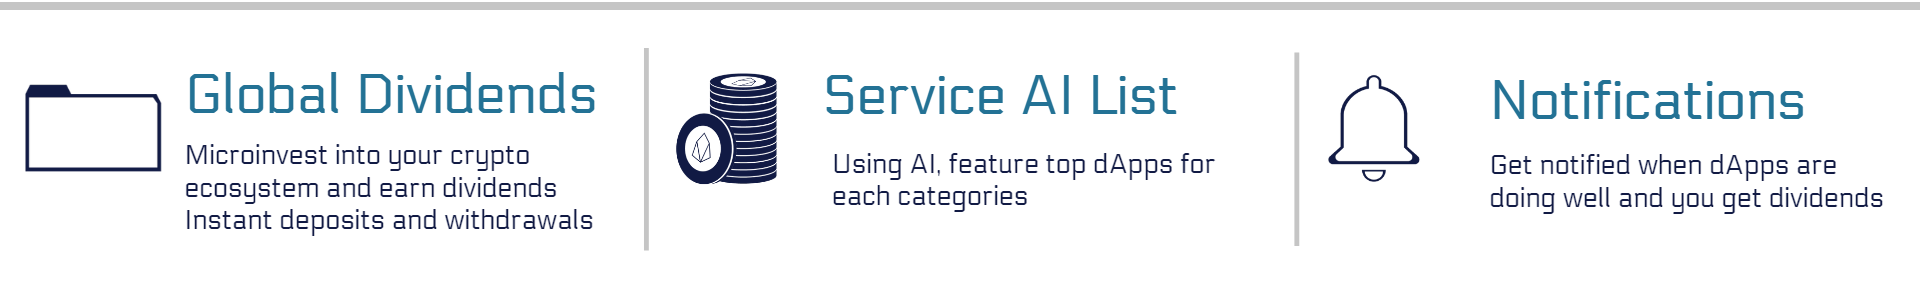 Global Dividends
Microinvest into your crypto
ecosystem and earn dividends
Instant deposits and withdrawals
Service AI List
Using AI, feature top dApps for
each categories
Notifications
Get notified when dApps are
doing well and you get dividends